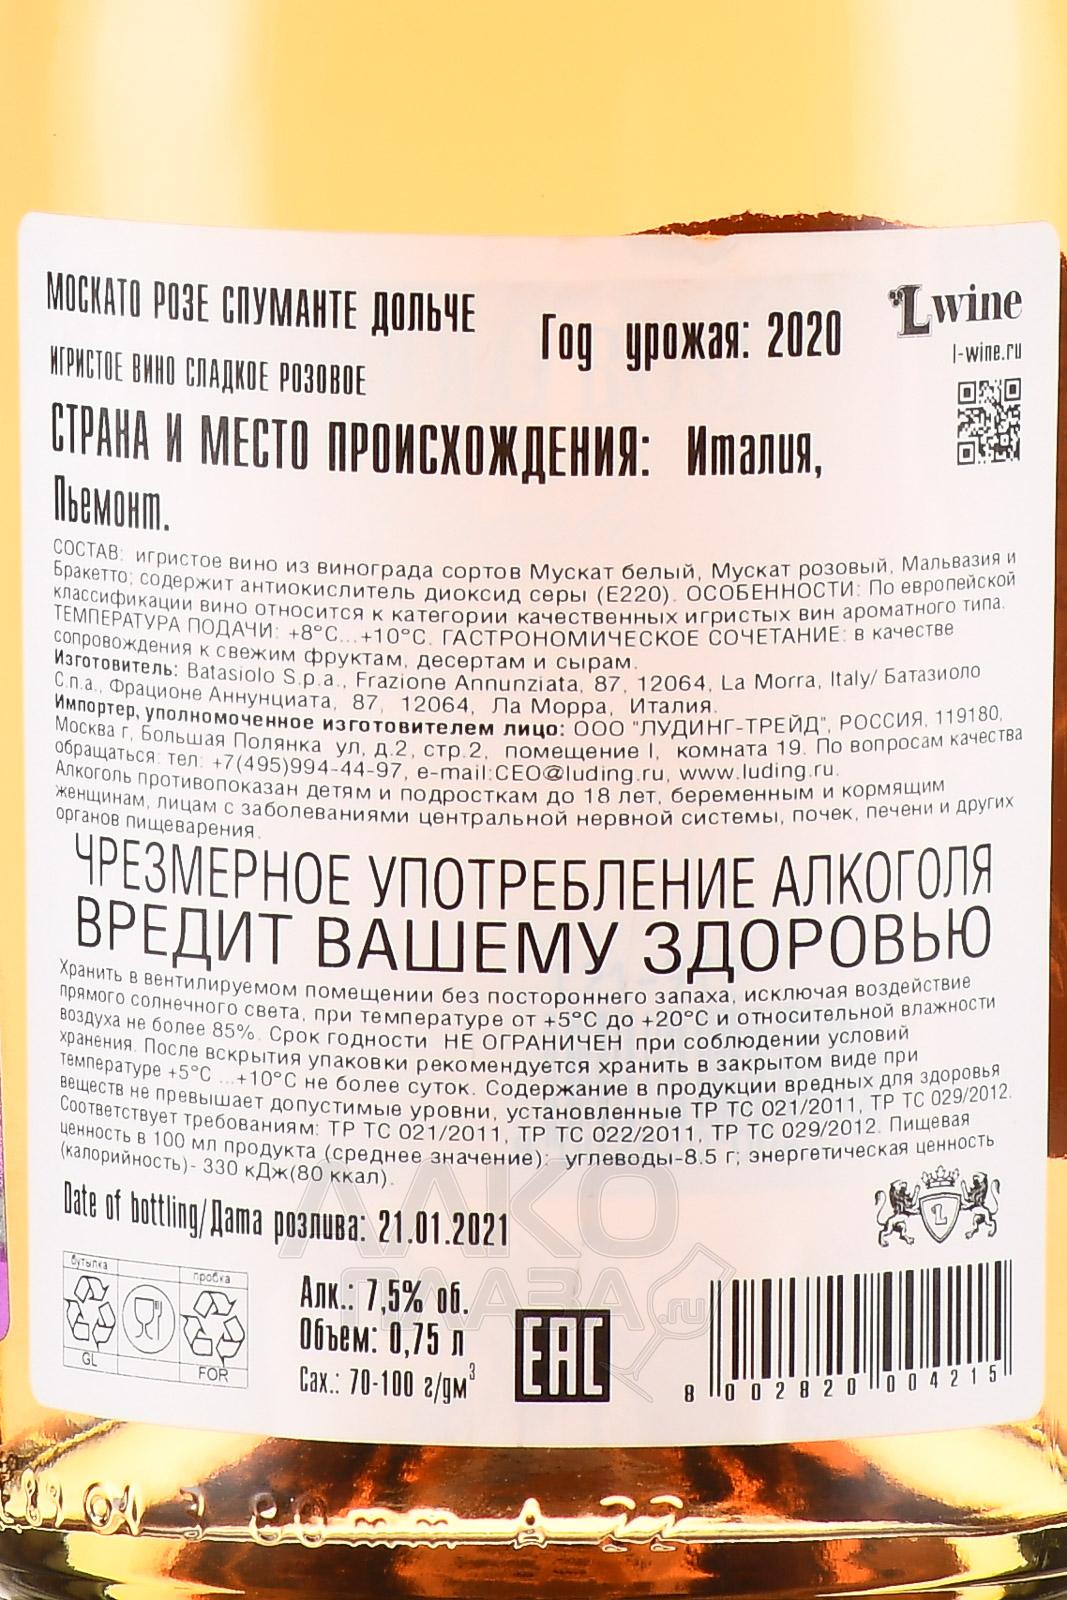 МОСКАТО РОЗЕ СПУМАНТЕ ДОЛЬЧЕ
Год урожая: 2020
L wine
l-wine.ru
ИГРИСТОЕ ВИНО СЛАДКОЕ РОЗОВОЕ
СТРАНА И МЕСТО ПРОИСХОЖДЕНИЯ: Италия,
Пьемонт.
СОСТАВ: игристое вино из винограда сортов Мускат белый, Мускат розовый, Мальвазия и
Бракетто; содержит антиокислитель диоксид серы (Е220). ОСОБЕННОСТИ: По европейской
классификации вино относится к категории качественных игристых вин ароматного типа.
ТЕМПЕРАТУРА ПОДАЧИ: +8°С...+10°С. ГАСТРОНОМИЧЕСКОЕ СОЧЕТАНИЕ: в качестве
сопровождения к свежим фруктам, десертам и сырам.
Изготовитель: Batasiolo S.p.a., Frazione Annunziata, 87, 12064, La Morra, Italy/ Батазиоло
С.п.а., Фрационе Аннунциата, 87, 12064, Ла Морра, Италия.
Импортер, уполномоченное изготовителем лицо: ООО "ЛУДИНГ-ТРЕЙД", РОССИЯ, 119180,
Москва г, Большая Полянка ул, д.2, стр.2, помещение I, комната 19. По вопросам качества
обращаться: тел: +7(495)994-44-97, e-mail:CEO@luding.ru, www.luding.ru.
Алкоголь противопоказан детям и подросткам до 18 лет, беременным и кормящим
женщинам, лицам с заболеваниями центральной нервной системы, почек, печени и других
органов пищеварения.
ЧРЕЗМЕРНОЕ УПОТРЕБЛЕНИЕ АЛКОГОЛЯ
ВРЕДИТ ВАШЕМУ ЗДОРОВЬЮ
Хранить в вентилируемом помещении без постороннего запаха, исключая воздействие
прямого солнечного света, при температуре от +5°С до +20°С и относительной влажности
воздуха не более 85%. Срок годности НЕ ОГРАНИЧЕН при соблюдении условий
хранения. После вскрытия упаковки рекомендуется хранить в закрытом виде при
температуре +5°С ...+10°С не более суток. Содержание в продукции вредных для здоровья
веществ не превышает допустимые уровни, установленные ТР ТС 021/2011, ТР ТС 029/2012.
Соответствует требованиям: ТР ТС 021/2011, ТР ТС 022/2011, ТР ТС 029/2012. Пищевая
ценность в 100 мл продукта (среднее значение): углеводы-8.5 г; энергетическая ценность
(калорийность)- 330 кДж(80 ккал).
Date of bottling/Дата розлива: 21.01.2021
L
бутылка
пробка
GL
FOR
Алк.: 7,5% об.
Объем: 0,75 л
Сах.: 70-100 г/дм³
EAC
8 002820 004215
АЛКО
ПЛАЗА.ru